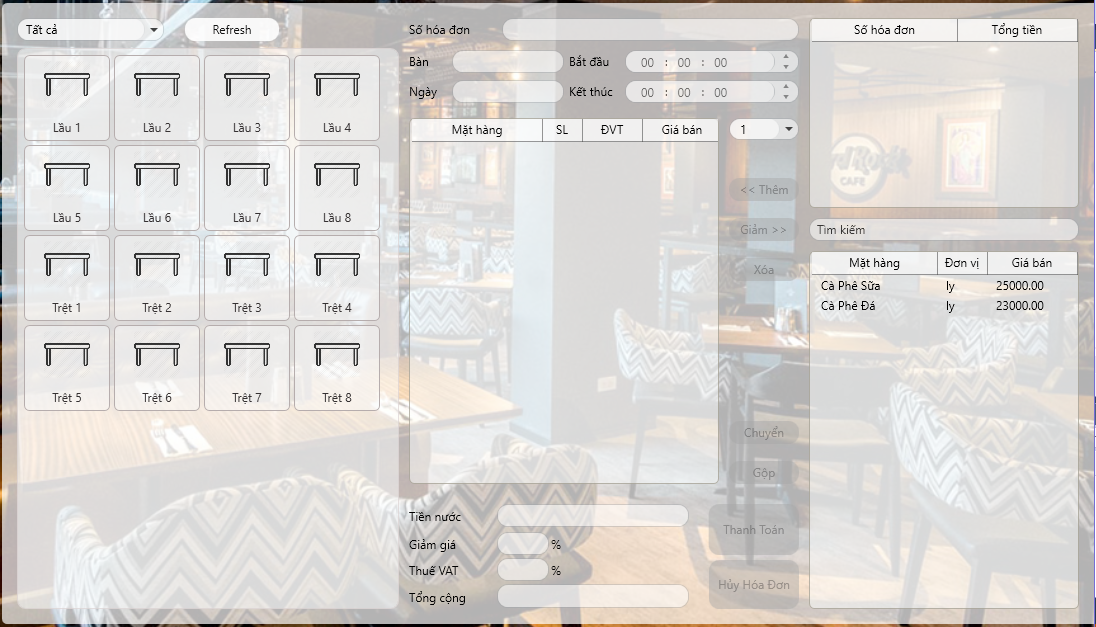 Tất cả
Refresh
Lầu 1
Lầu 2
Lầu 3
Lầu 4
Lầu 5
Lầu 6
Lầu 7
Lầu 8
Trệt 1
Trệt 2
Trệt 3
Trệt 4
Trệt 5
Trệt 6
Trệt 7
Trệt 8
Số hóa đơn
Bàn
Bắt đầu
00 : 00 : 00
Ngày
Kết thúc
00 : 00 : 00
Mặt hàng SL ĐVT Giá bán
1
<< Thêm
Giảm >>
Xóa
Chuyển
Gộp
Tiền nước
Giảm giá %
Thuế VAT %
Tổng cộng
Thanh Toán
Hủy Hóa Đơn
Số hóa đơn Tổng tiền
CAFE
Tìm kiếm
Mặt hàng Đơn vị Giá bán
Cà Phê Sữa ly 25000.00
Cà Phê Đá ly 23000.00